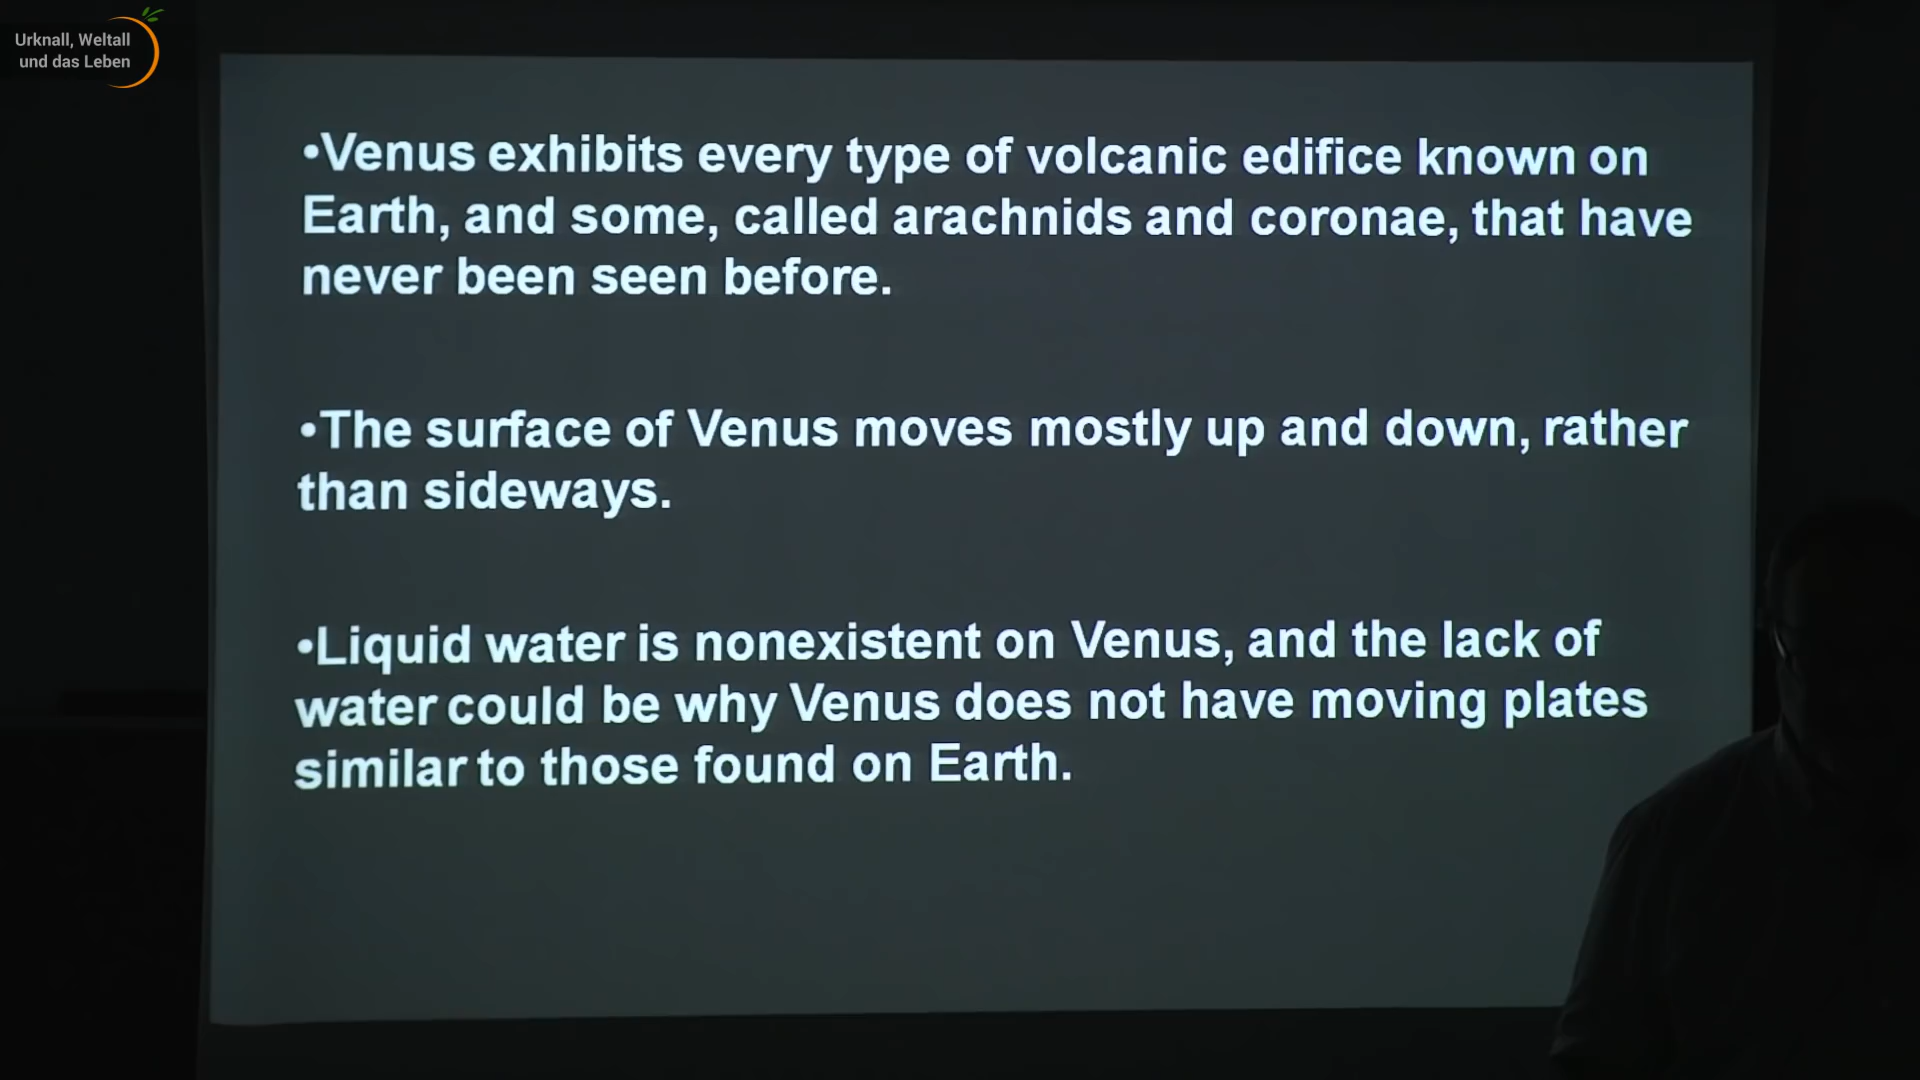 Urknall, Weltall
und das Leben
•Venus exhibits every type of volcanic edifice known on
Earth, and some, called arachnids and coronae, that have
never been seen before.
•The surface of Venus moves mostly up and down, rather
than sideways.
•Liquid water is nonexistent on Venus, and the lack of
water could be why Venus does not have moving plates
similar to those found on Earth.